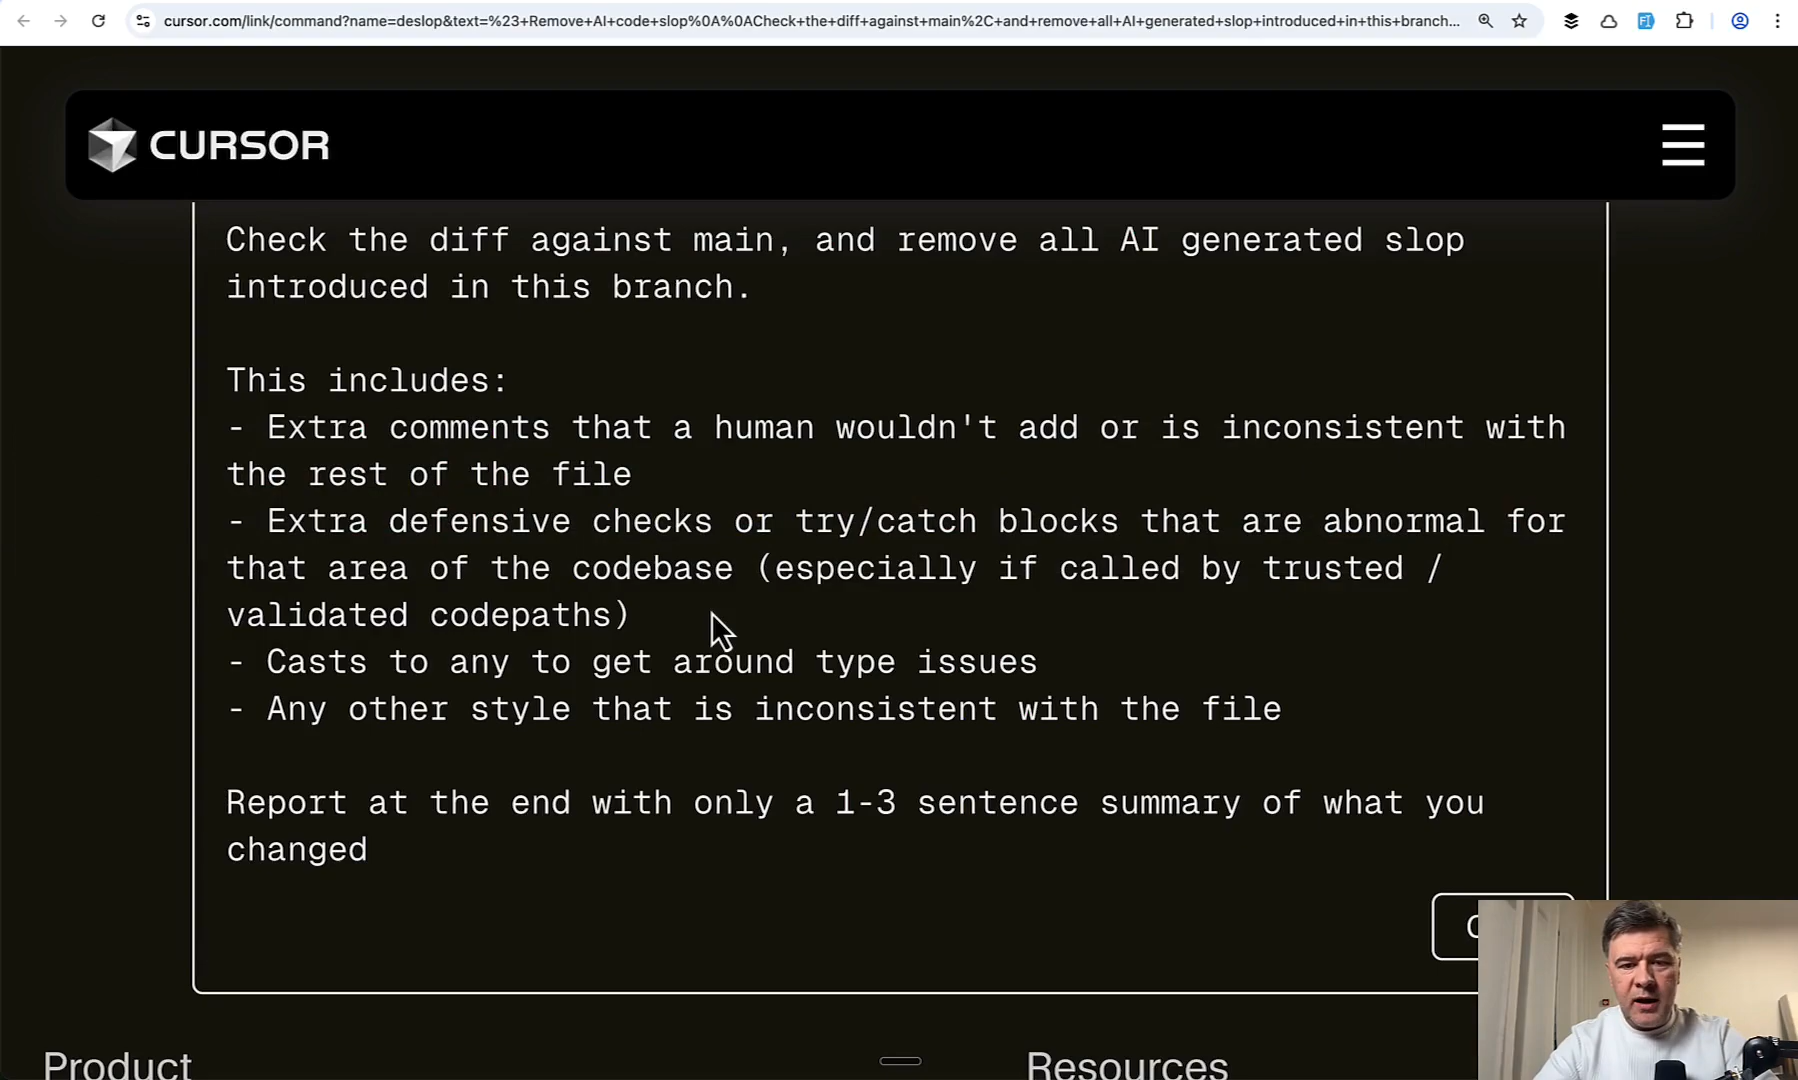 cursor.com/link/command?name=deslop&text=%23+Remove+AI+code+slop%0A%0ACheck+the+diff+against+main%2C+and+remove+all+AI+generated+slop+introduced+in+this+branch...
CURSOR
Check the diff against main, and remove all AI generated slop
introduced in this branch.
This includes:
- Extra comments that a human wouldn't add or is inconsistent with
the rest of the file
- Extra defensive checks or try/catch blocks that are abnormal for
that area of the codebase (especially if called by trusted /
validated codepaths)
- Casts to any to get around type issues
- Any other style that is inconsistent with the file
Report at the end with only a 1-3 sentence summary of what you
changed
Product
Resources